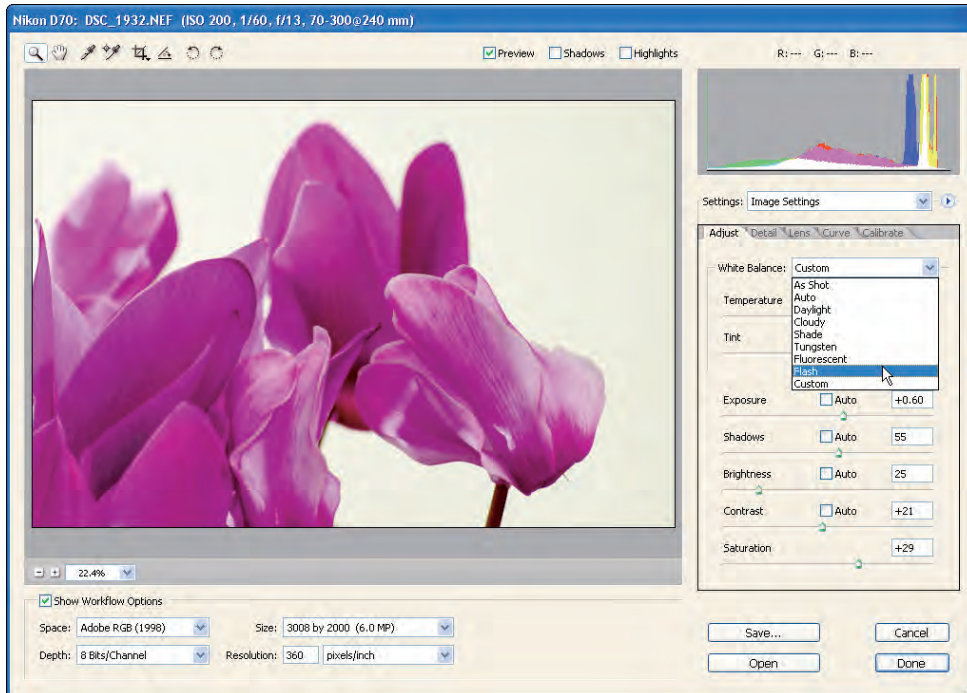 Nikon D70: DSC_1932.NEF (ISO 200, 1/60, f/13, 70-300@240 mm)
Preview Shadows Highlights R: --- G: --- B: ---
Settings: Image Settings
Adjust Detail Lens Curve Calibrate
White Balance: Custom
As Shot
Auto
Daylight
Cloudy
Shade
Tungsten
Fluorescent
Flash
Custom
Temperature
Tint
Exposure Auto +0.60
Shadows Auto 55
Brightness Auto 25
Contrast Auto +21
Saturation +29
22.4%
Show Workflow Options
Space: Adobe RGB (1998) Size: 3008 by 2000 (6.0 MP)
Depth: 8 Bits/Channel Resolution: 360 pixels/inch
Save... Cancel
Open Done